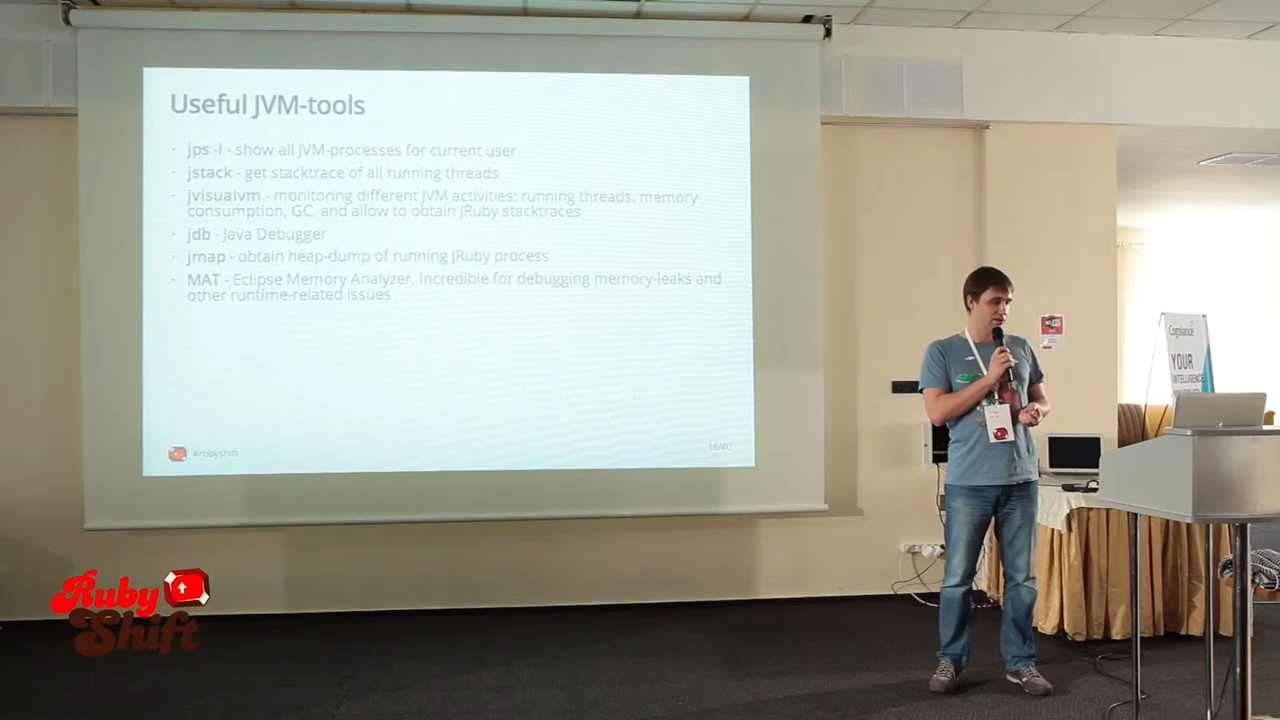 Useful JVM-tools
· jps -l - show all JVM-processes for current user
· jstack - get stacktrace of all running threads
· jvisualvm - monitoring different JVM activities: running threads, memory
consumption, GC, and allow to obtain JRuby stacktraces
· jdb - Java Debugger
· jmap - obtain heap-dump of running JRuby process
· MAT - Eclipse Memory Analyzer. Incredible for debugging memory-leaks and
other runtime-related issues
#rubyshift
Cogniance
YOUR
INTELLIGENCE
Ruby
Shift